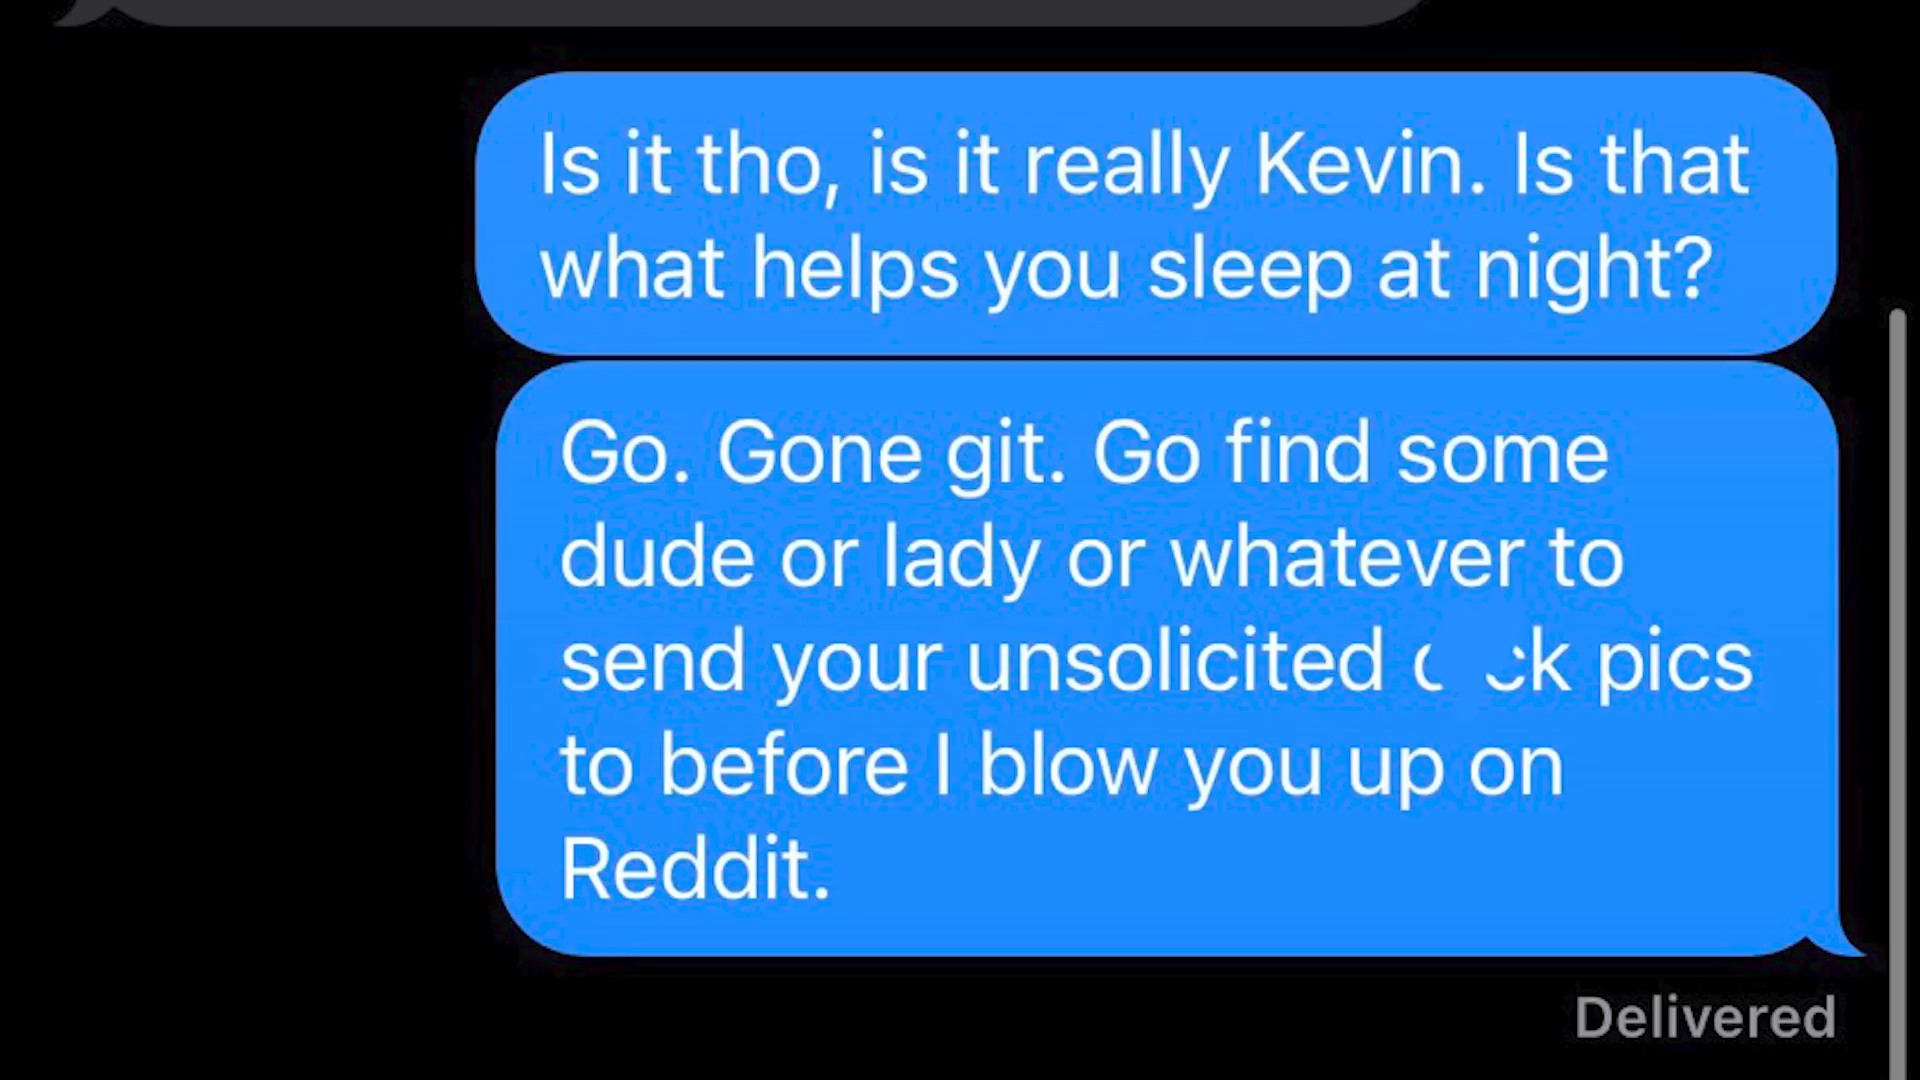 Is it tho, is it really Kevin. Is that
what helps you sleep at night?
Go. Gone git. Go find some
dude or lady or whatever to
send your unsolicited pics
to before I blow you up on
Reddit.
Delivered